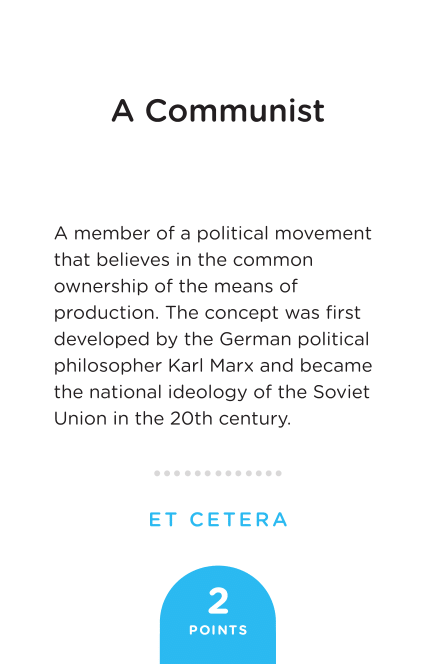 A Communist
A member of a political movement
that believes in the common
ownership of the means of
production. The concept was first
developed by the German political
philosopher Karl Marx and became
the national ideology of the Soviet
Union in the 20th century.
ET CETERA
2
POINTS